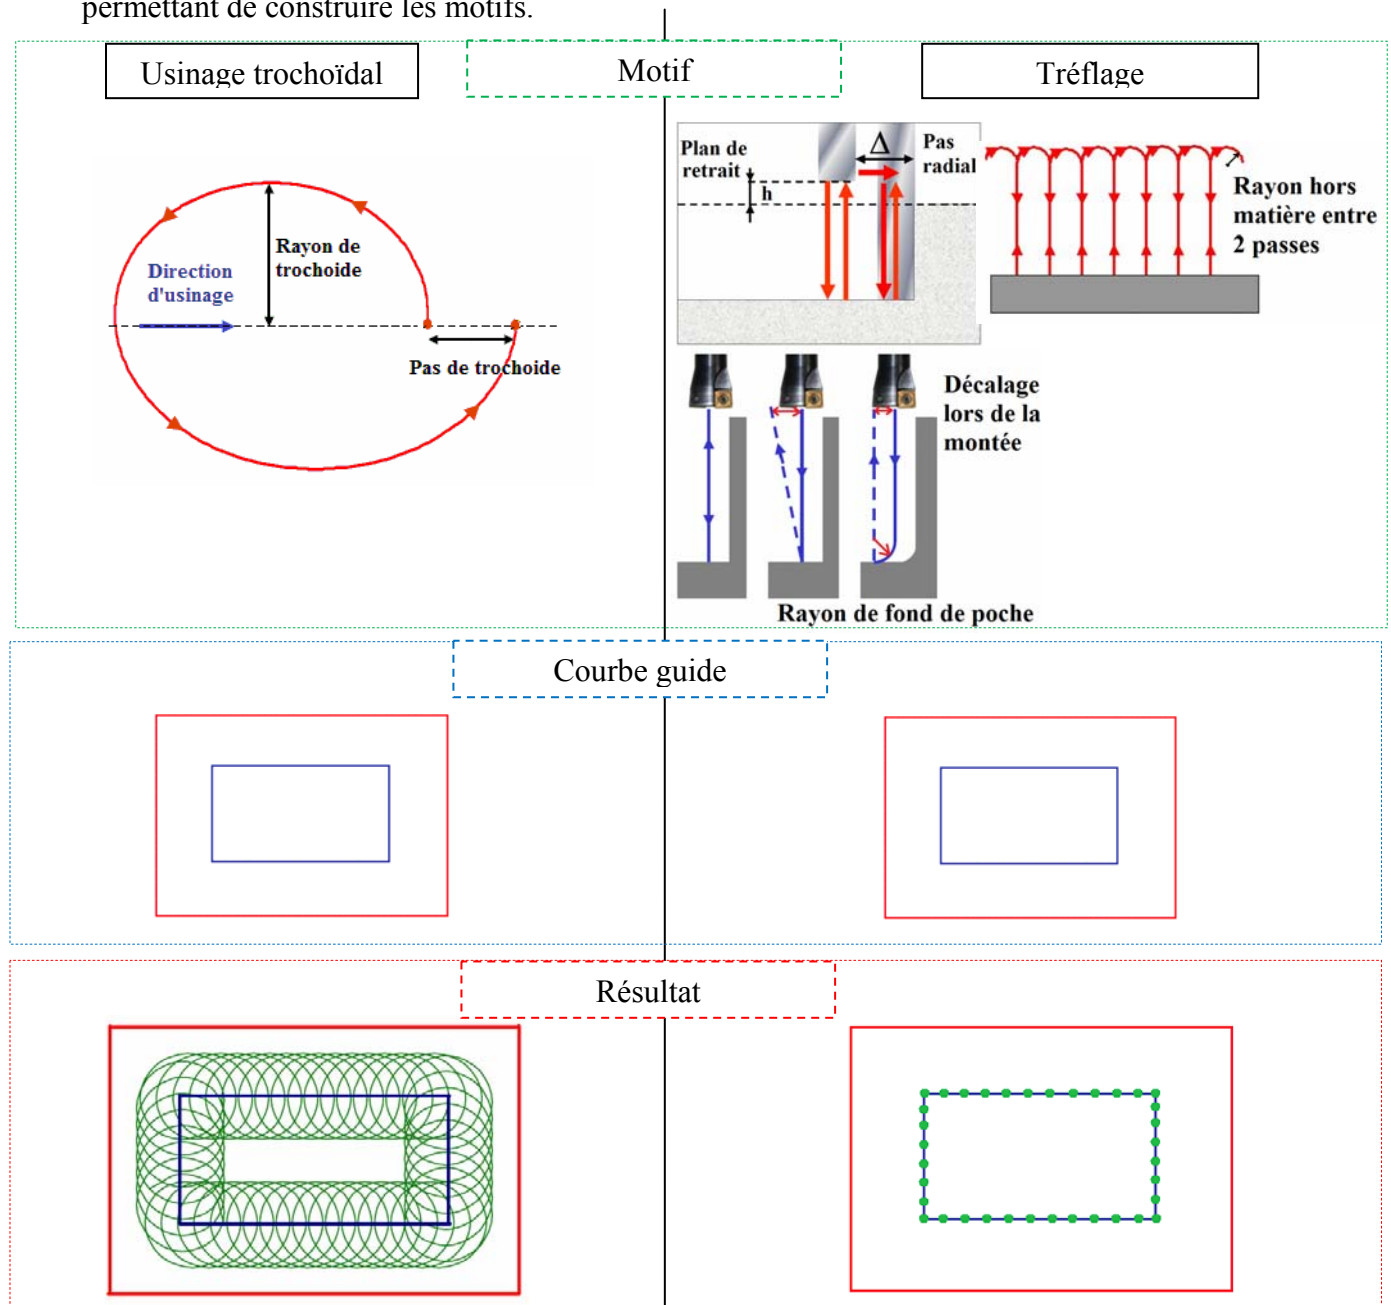 permettant de construire les motifs.
Usinage trochoïdal
Motif
Tréflage
Rayon de
trochoide
Direction
d'usinage
Pas de trochoide
Plan de
retrait
h
Δ
Pas
radial
Rayon hors
matière entre
2 passes
Décalage
lors de la
montée
Rayon de fond de poche
Courbe guide
Résultat